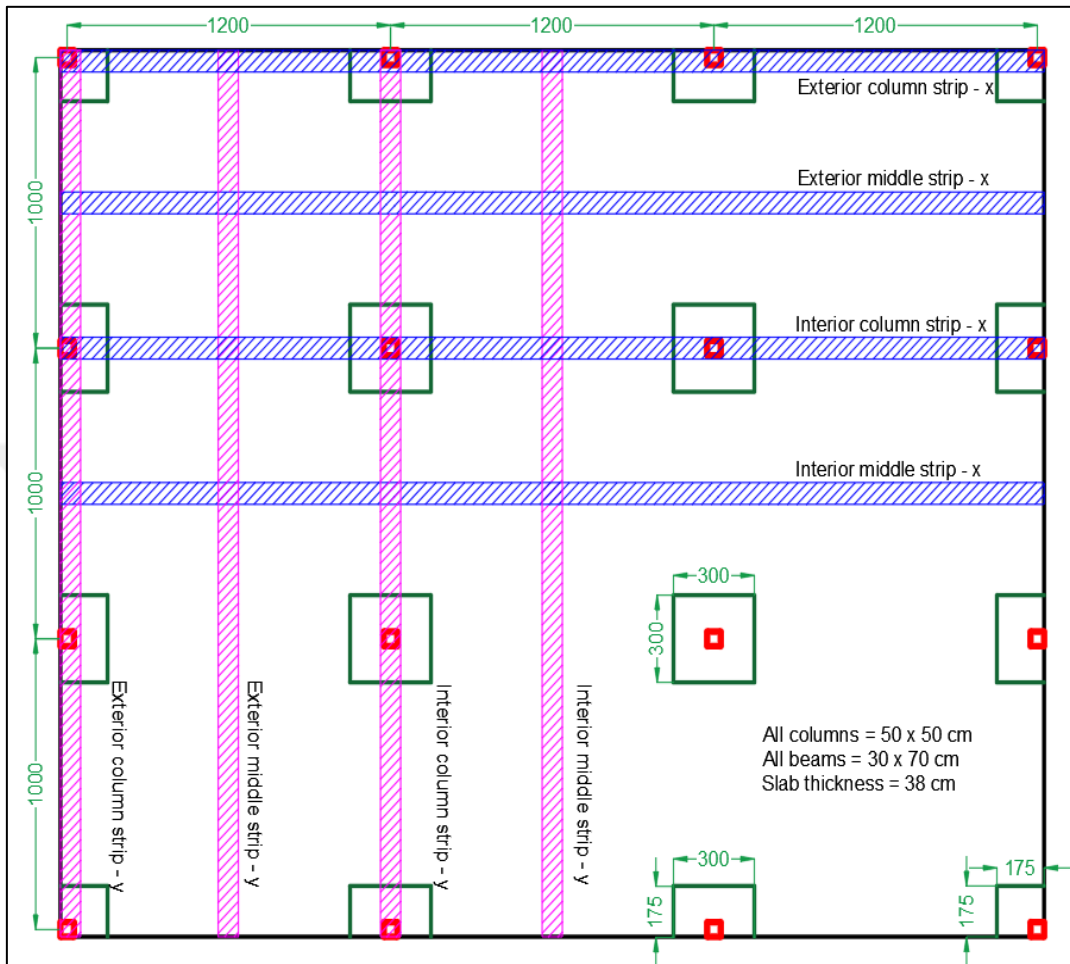 1200
1200
1200
Exterior column strip - x
Exterior middle strip - x
1000
Interior column strip - x
1000
Interior middle strip - x
300
300
Exterior column strip - y
Exterior middle strip - y
Interior column strip - y
Interior middle strip - y
All columns = 50 x 50 cm
All beams = 30 x 70 cm
Slab thickness = 38 cm
1000
300
175
175
175